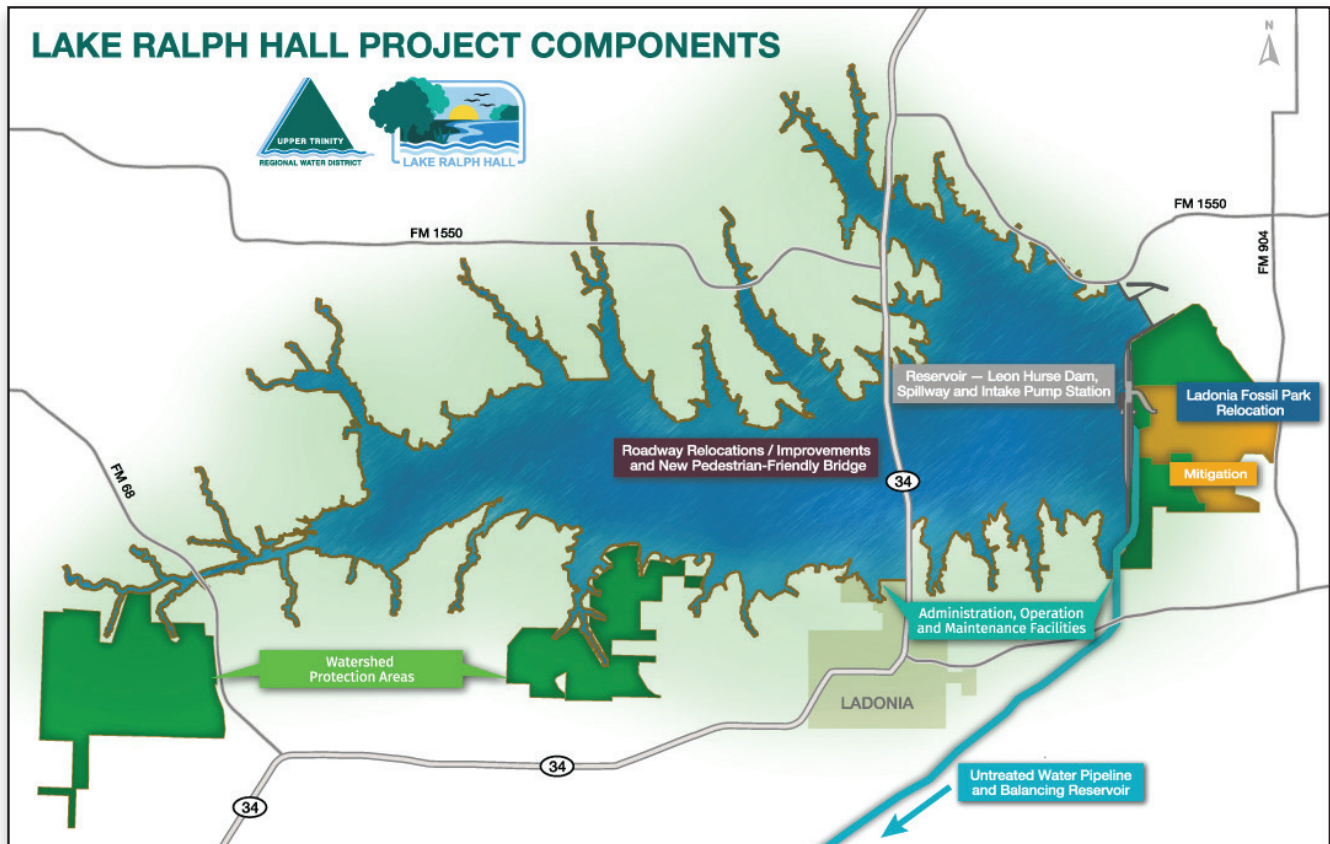 LAKE RALPH HALL PROJECT COMPONENTS
N
UPPER TRINITY
REGIONAL WATER DISTRICT
LAKE RALPH HALL
FM 1550
FM 1550
FM 904
Reservoir — Leon Hurse Dam,
Spillway and Intake Pump Station
Ladonia Fossil Park
Relocation
Roadway Relocations / Improvements
and New Pedestrian-Friendly Bridge
34
Mitigation
FM 68
Administration, Operation
and Maintenance Facilities
Watershed
Protection Areas
LADONIA
34
34
Untreated Water Pipeline
and Balancing Reservoir